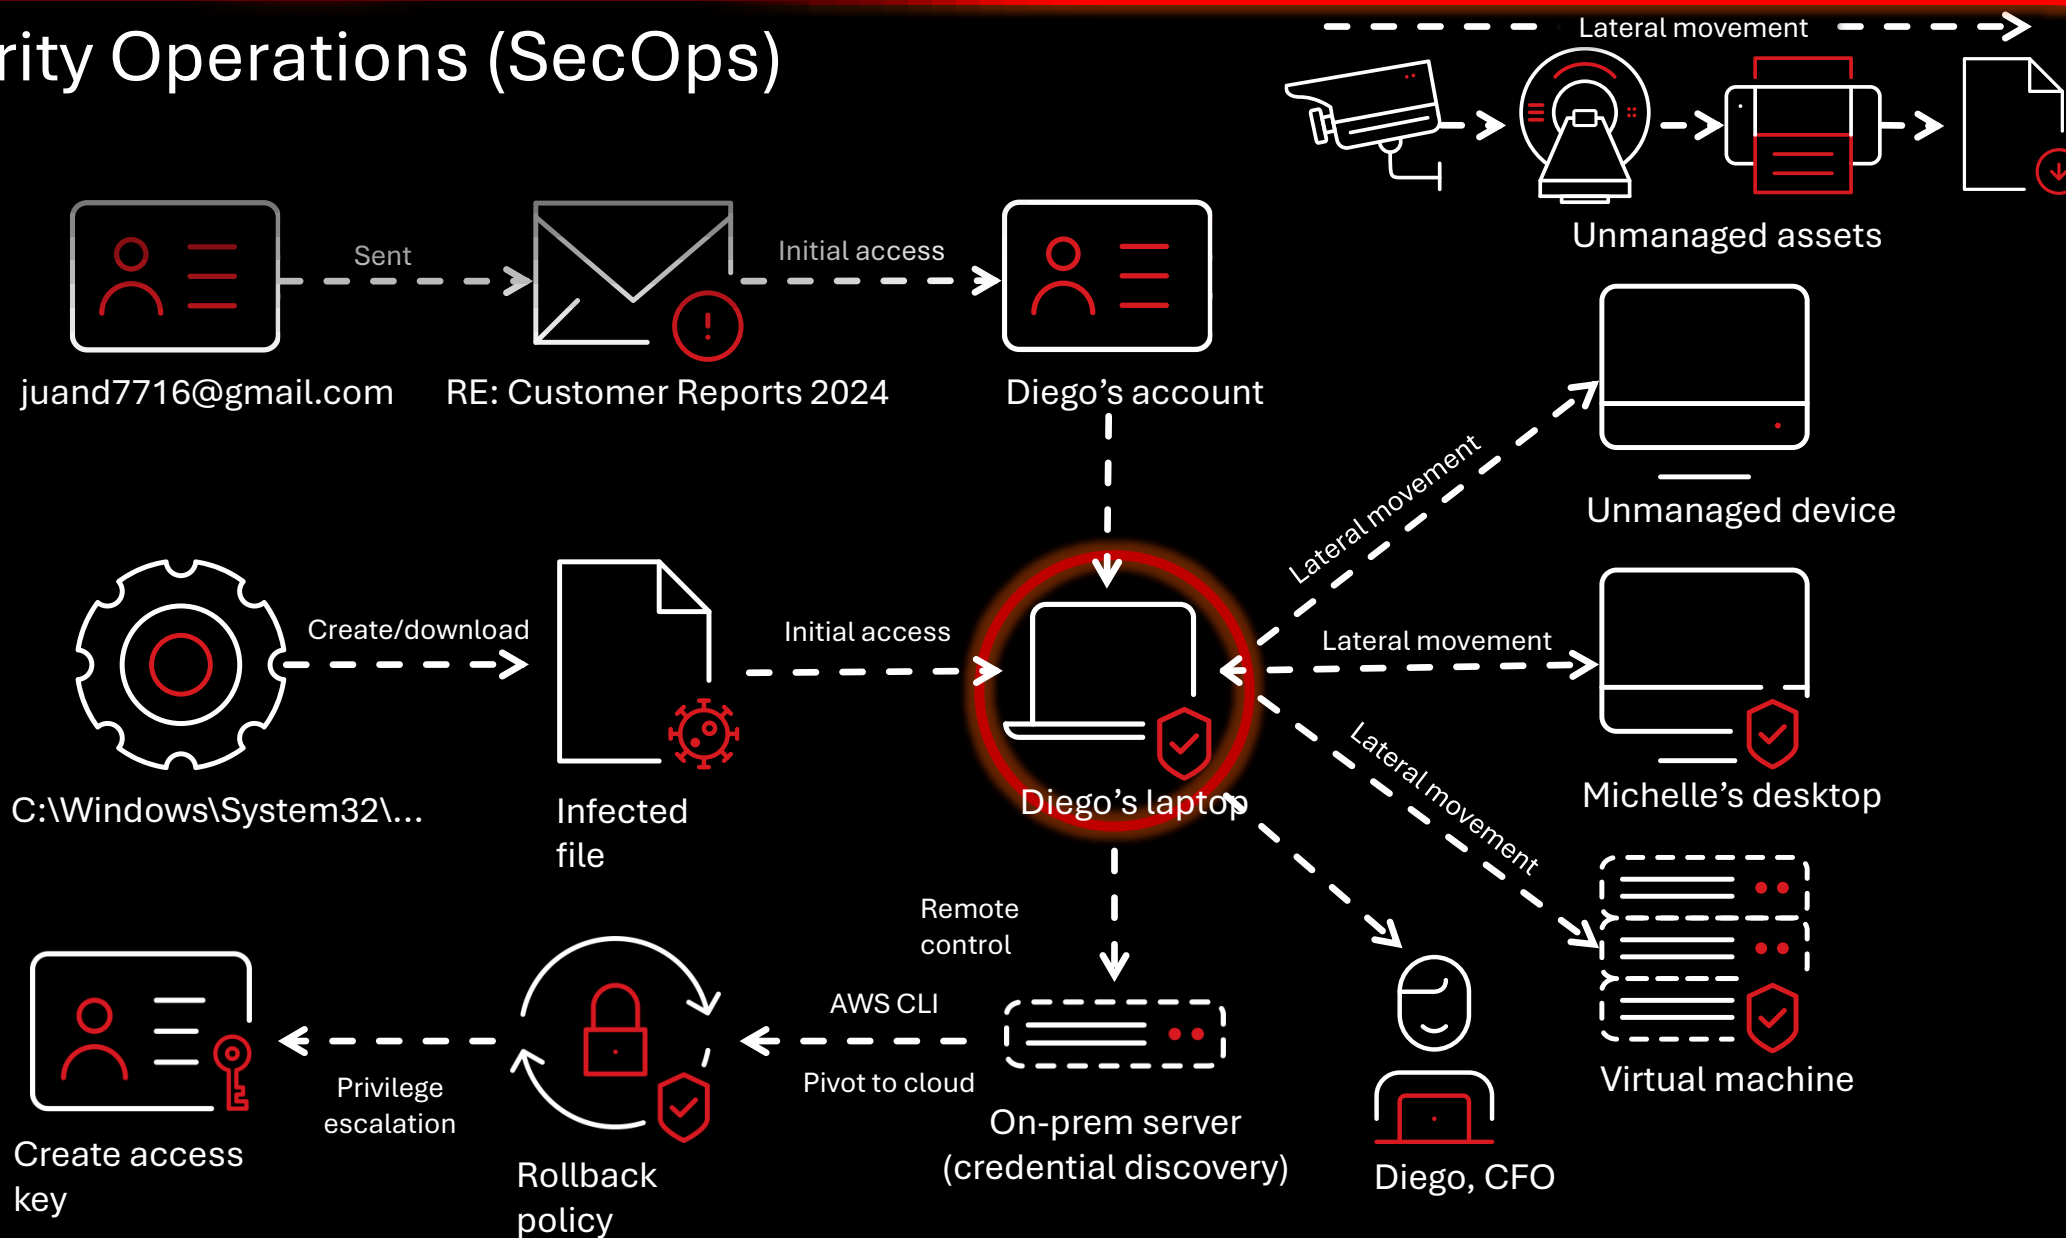 rity Operations (SecOps)
Lateral movement
Unmanaged assets
Sent
Initial access
juand7716@gmail.com
RE: Customer Reports 2024
Diego’s account
Lateral movement
Unmanaged device
Create/download
Initial access
Lateral movement
C:\Windows\System32\...
Infected
file
Diego’s laptop
Michelle’s desktop
Lateral movement
Remote
control
AWS CLI
Pivot to cloud
Privilege
escalation
Create access
key
Rollback
policy
On-prem server
(credential discovery)
Diego, CFO
Virtual machine